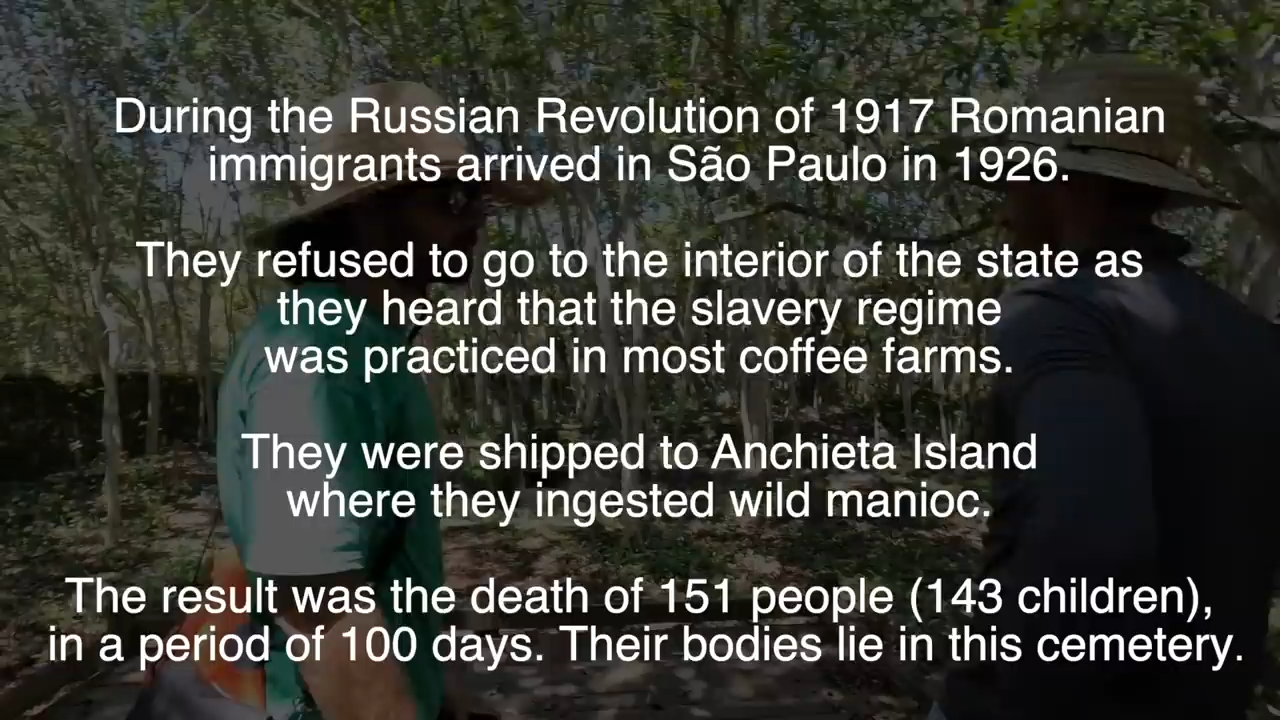 During the Russian Revolution of 1917 Romanian
immigrants arrived in São Paulo in 1926.
They refused to go to the interior of the state as
they heard that the slavery regime
was practiced in most coffee farms.
They were shipped to Anchieta Island
where they ingested wild manioc.
The result was the death of 151 people (143 children),
in a period of 100 days. Their bodies lie in this cemetery.